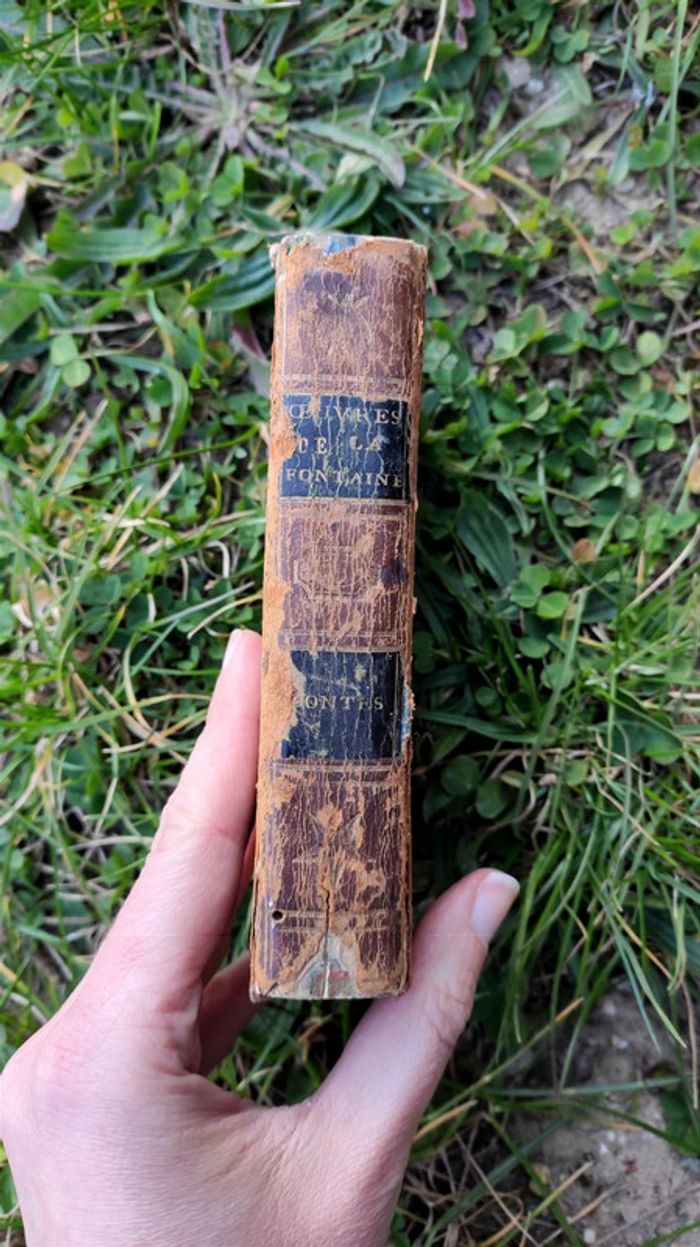 ŒUVRES
DE LA
FONTAINE
CONTES